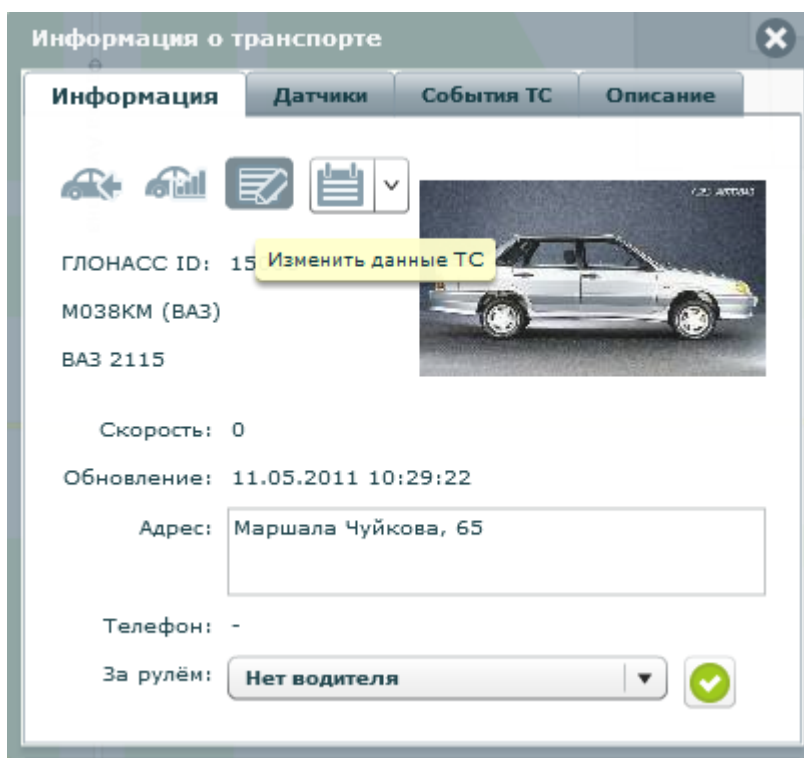 Информация о транспорте
Информация
Датчики
События ТС
Описание
ГЛОНАСС ID: 15
Изменить данные ТС
М038КМ (ВАЗ)
ВАЗ 2115
Скорость: 0
Обновление: 11.05.2011 10:29:22
Адрес: Маршала Чуйкова, 65
Телефон: -
За рулём: Нет водителя